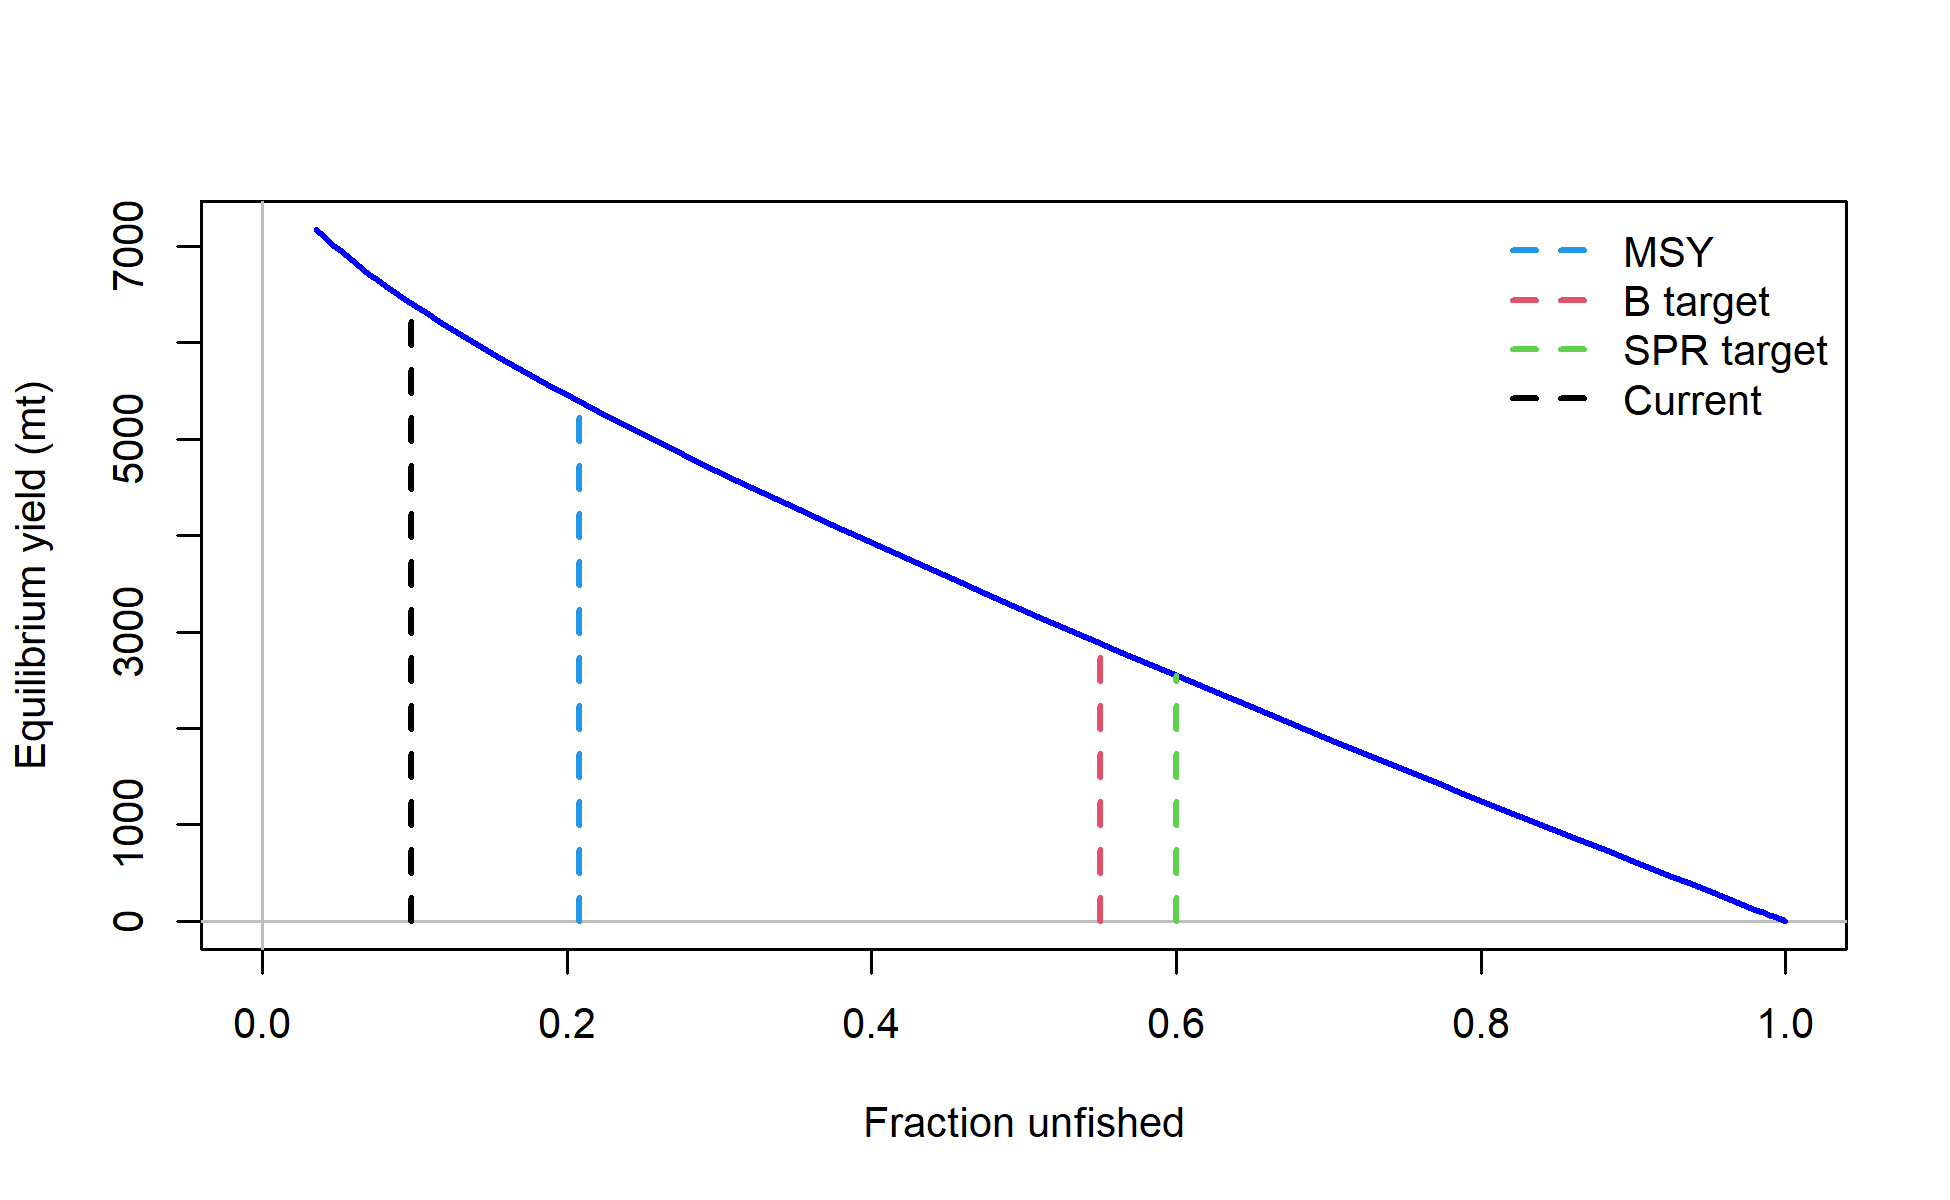 MSY
B target
SPR target
Current
Equilibrium yield (mt)
7000
5000
3000
1000
0
0.0 0.2 0.4 0.6 0.8 1.0
Fraction unfished